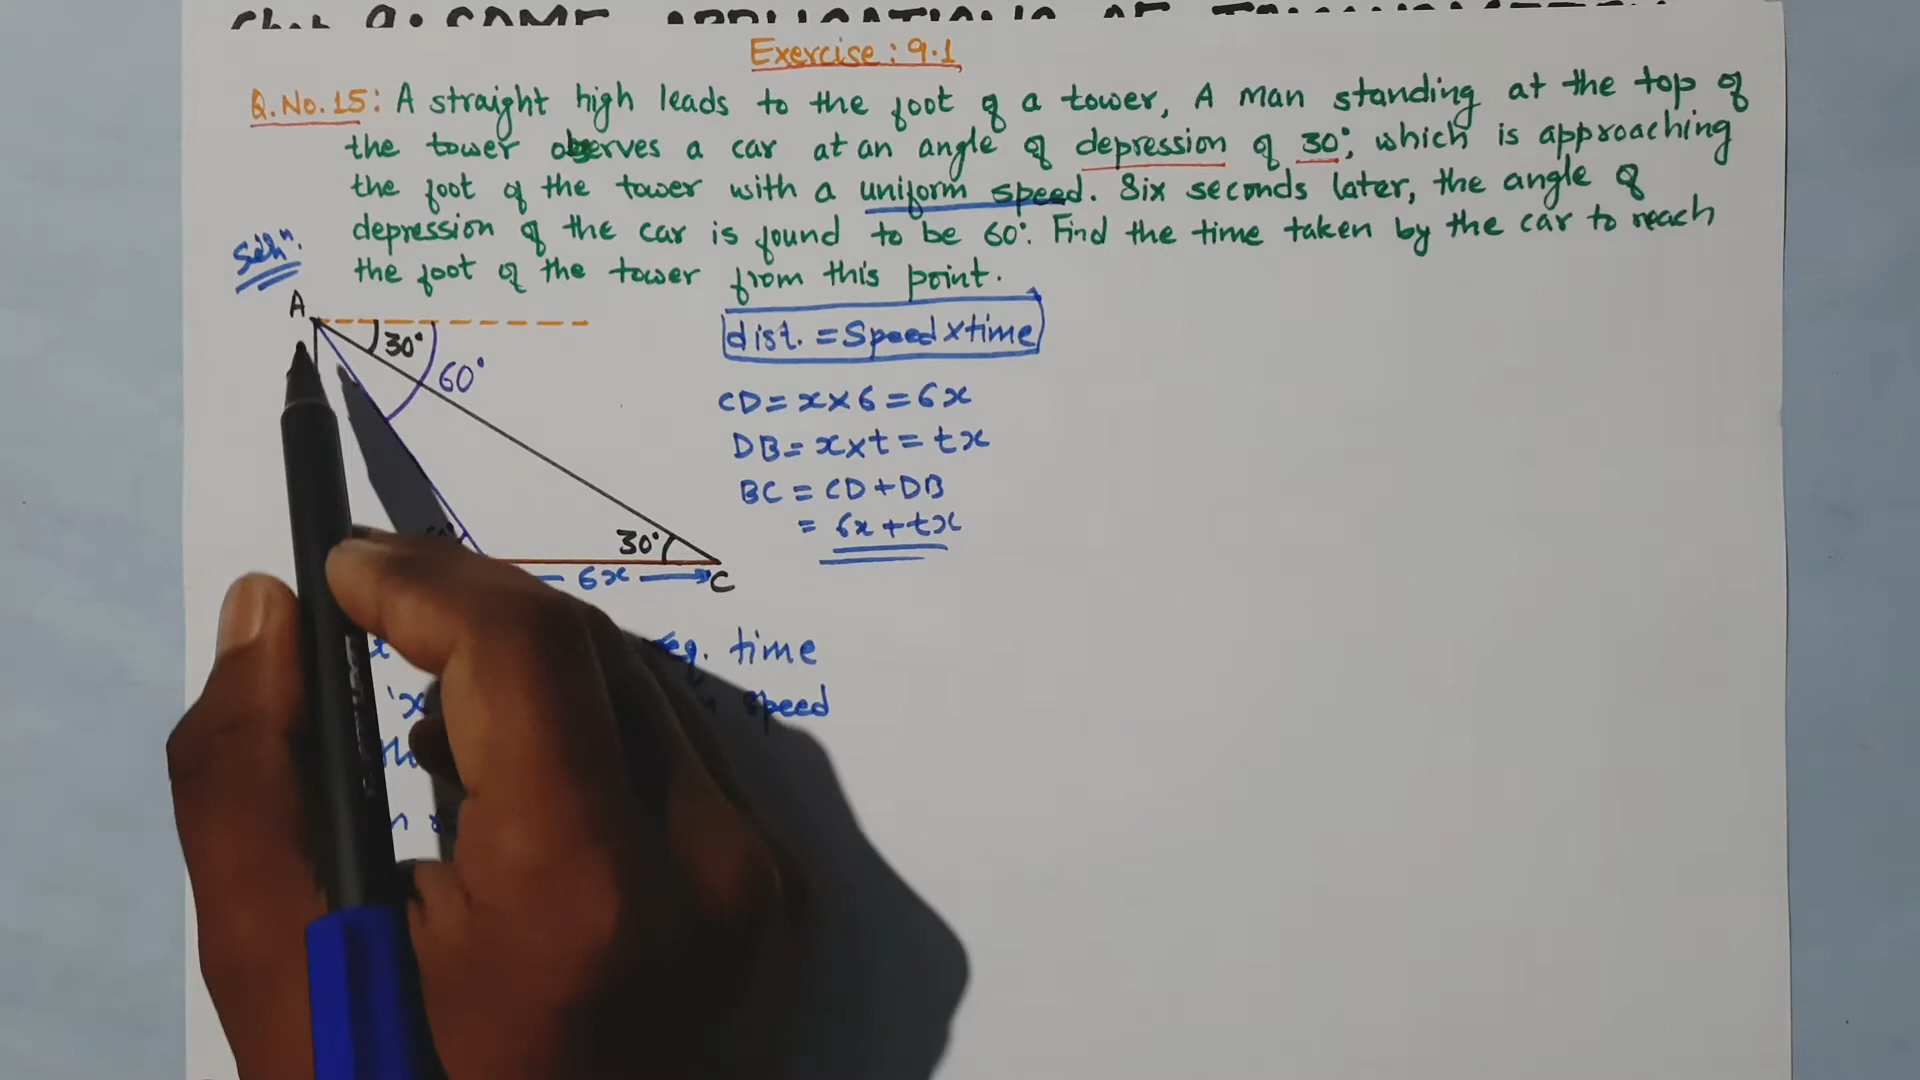 Exercise : 9.1
Q.No.15: A straight high leads to the foot of a tower, A man standing at the top of
the tower observes a car at an angle of depression of 30°, which is approaching
the foot of the tower with a uniform speed. Six seconds later, the angle of
depression of the car is found to be 60°. Find the time taken by the car to reach
the foot of the tower from this point.
Soln.
A
30°
60°
30°
6x
C
dist. = Speed x time
CD = x x 6 = 6x
DB = x x t = tx
BC = CD + DB
= 6x + tx
time
'x
speed